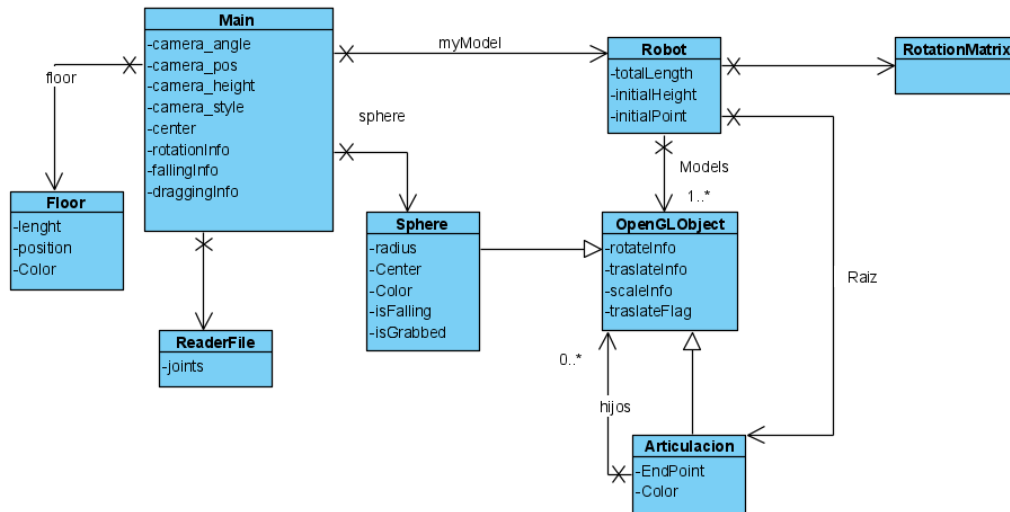 Main
-camera_angle
-camera_pos
-camera_height
-camera_style
-center
-rotationInfo
-fallingInfo
-draggingInfo
myModel
Robot
-totalLength
-initialHeight
-initialPoint
RotationMatrix
floor
sphere
Models
1..*
Floor
-lenght
-position
-Color
Sphere
-radius
-Center
-Color
-isFalling
-isGrabbed
OpenGLObject
-rotateInfo
-traslateInfo
-scaleInfo
-traslateFlag
Raiz
ReaderFile
-joints
0..*
hijos
Articulacion
-EndPoint
-Color